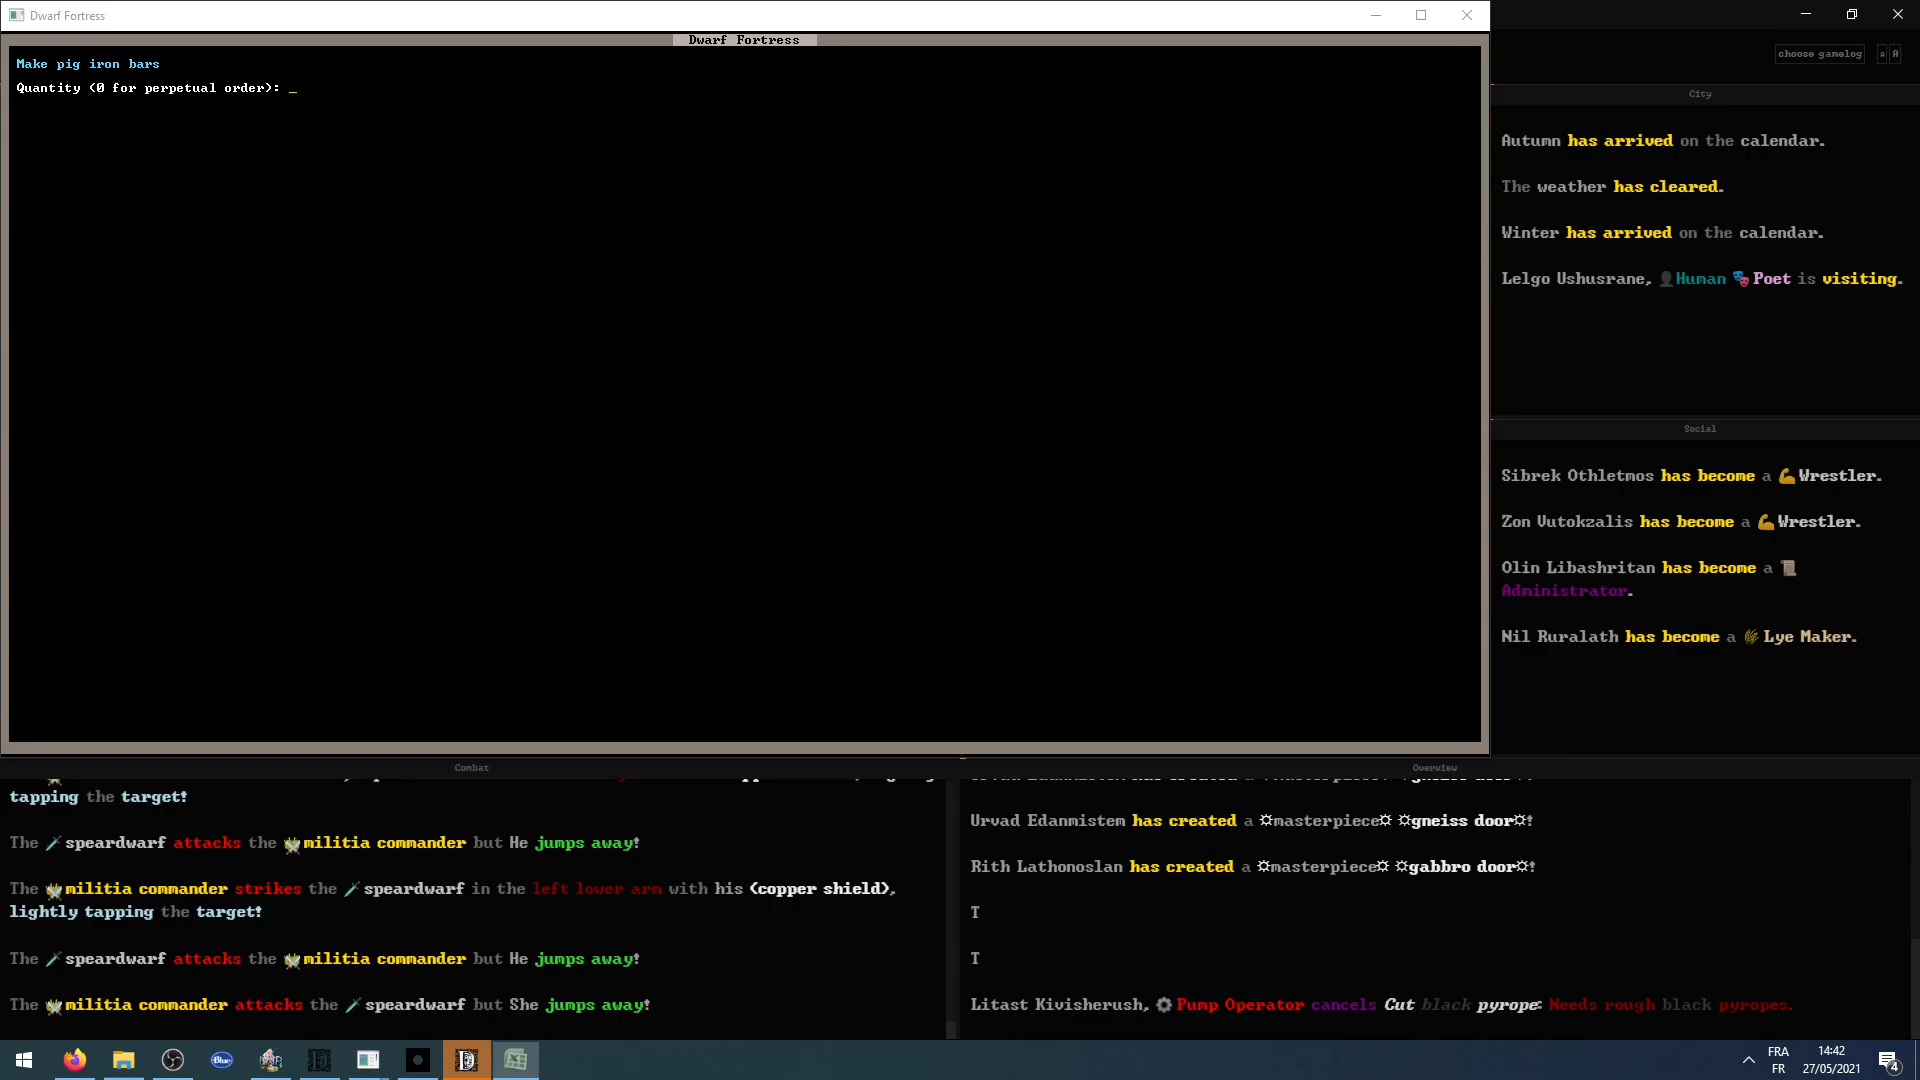 Dwarf Fortress
Dwarf Fortress
Make pig iron bars
Quantity (0 for perpetual order): _
choose gamelog
A
A
City
Autumn has arrived on the calendar.
The weather has cleared.
Winter has arrived on the calendar.
Lelgo Ushusrane, Human Poet is visiting.
Social
Sibrek Othletmos has become a Wrestler.
Zon Vutokzalis has become a Wrestler.
Olin Libashritan has become a
Administrator.
Nil Ruralath has become a Lye Maker.
Combat
tapping the target!
The speardwarf attacks the militia commander but He jumps away!
The militia commander strikes the speardwarf in the left lower arm with his (copper shield),
lightly tapping the target!
The speardwarf attacks the militia commander but He jumps away!
The militia commander attacks the speardwarf but She jumps away!
Overview
Urvad Edanmistem has created a ☼masterpiece☼ ☼gneiss door☼!
Rith Lathonoslan has created a ☼masterpiece☼ ☼gabbro door☼!
T
T
Litast Kivisherush, Pump Operator cancels Cut black pyrope: Needs rough black pyropes.
Blue
FRA
FR
14:42
27/05/2021
4